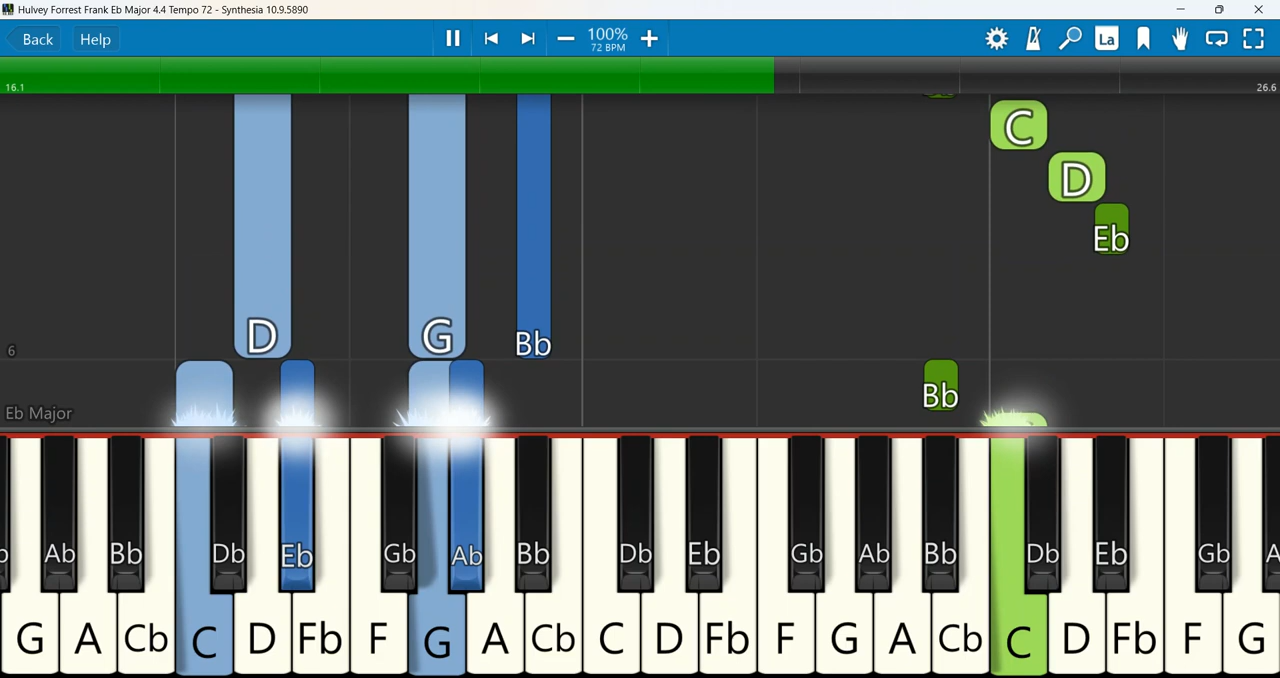 Hulvey Forrest Frank Eb Major 4.4 Tempo 72 - Synthesia 10.9.5890
Back Help 100% La
72 BPM
16.1 26.6
C
D
Eb
D G Bb
6
Bb
Eb Major
Ab Bb Db Eb Gb Ab Bb Db Eb Gb Ab Bb Db Eb Gb
G A Cb C D Fb F G A Cb C D Fb F G A Cb C D Fb F G